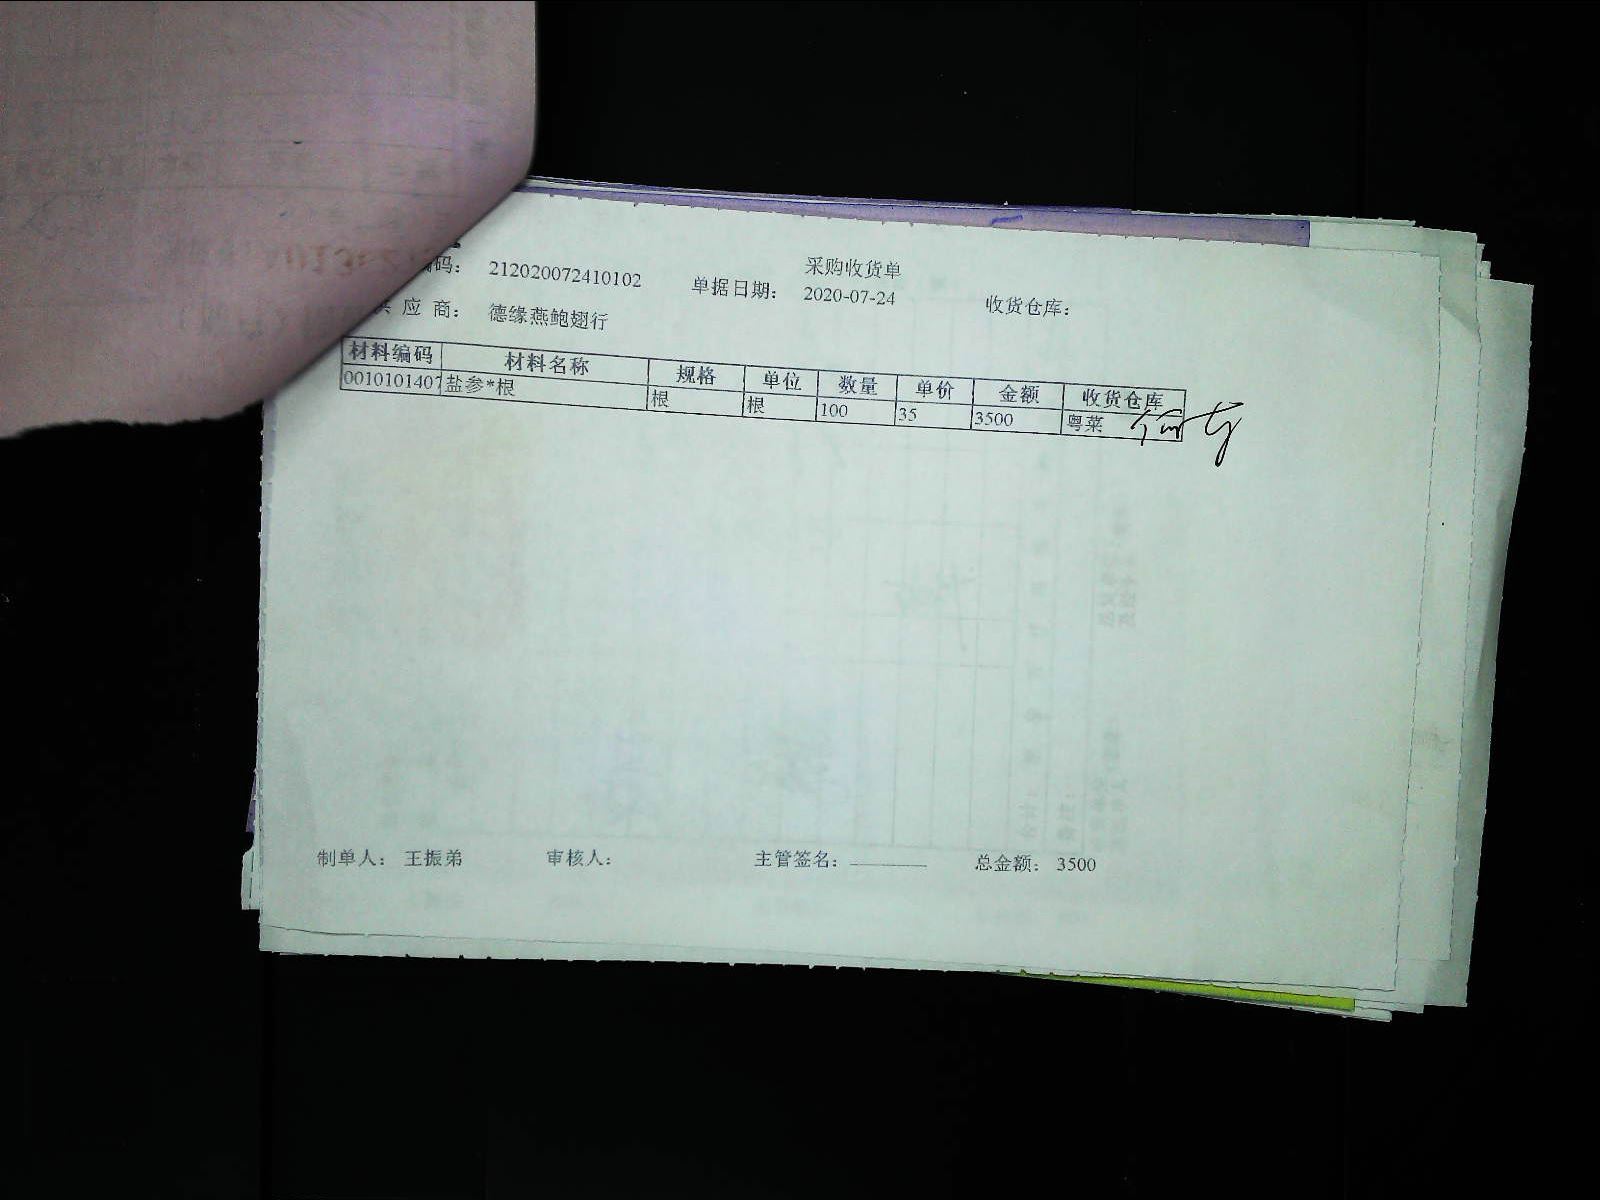 采购收货单
码: 212020072410102 单据日期: 2020-07-24 收货仓库:
应 商: 德缘燕鲍翅行
材料编码 材料名称 规格 单位 数量 单价 金额 收货仓库
0010101407 盐参*根 根 根 100 35 3500 粤菜
制单人: 王振弟 审核人: 主管签名: 总金额: 3500